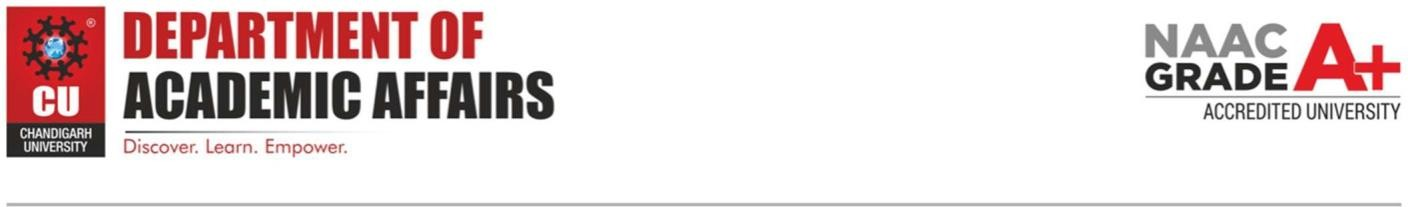 CU
CHANDIGARH
UNIVERSITY
®
DEPARTMENT OF
ACADEMIC AFFAIRS
Discover. Learn. Empower.
NAAC
GRADE A+
ACCREDITED UNIVERSITY